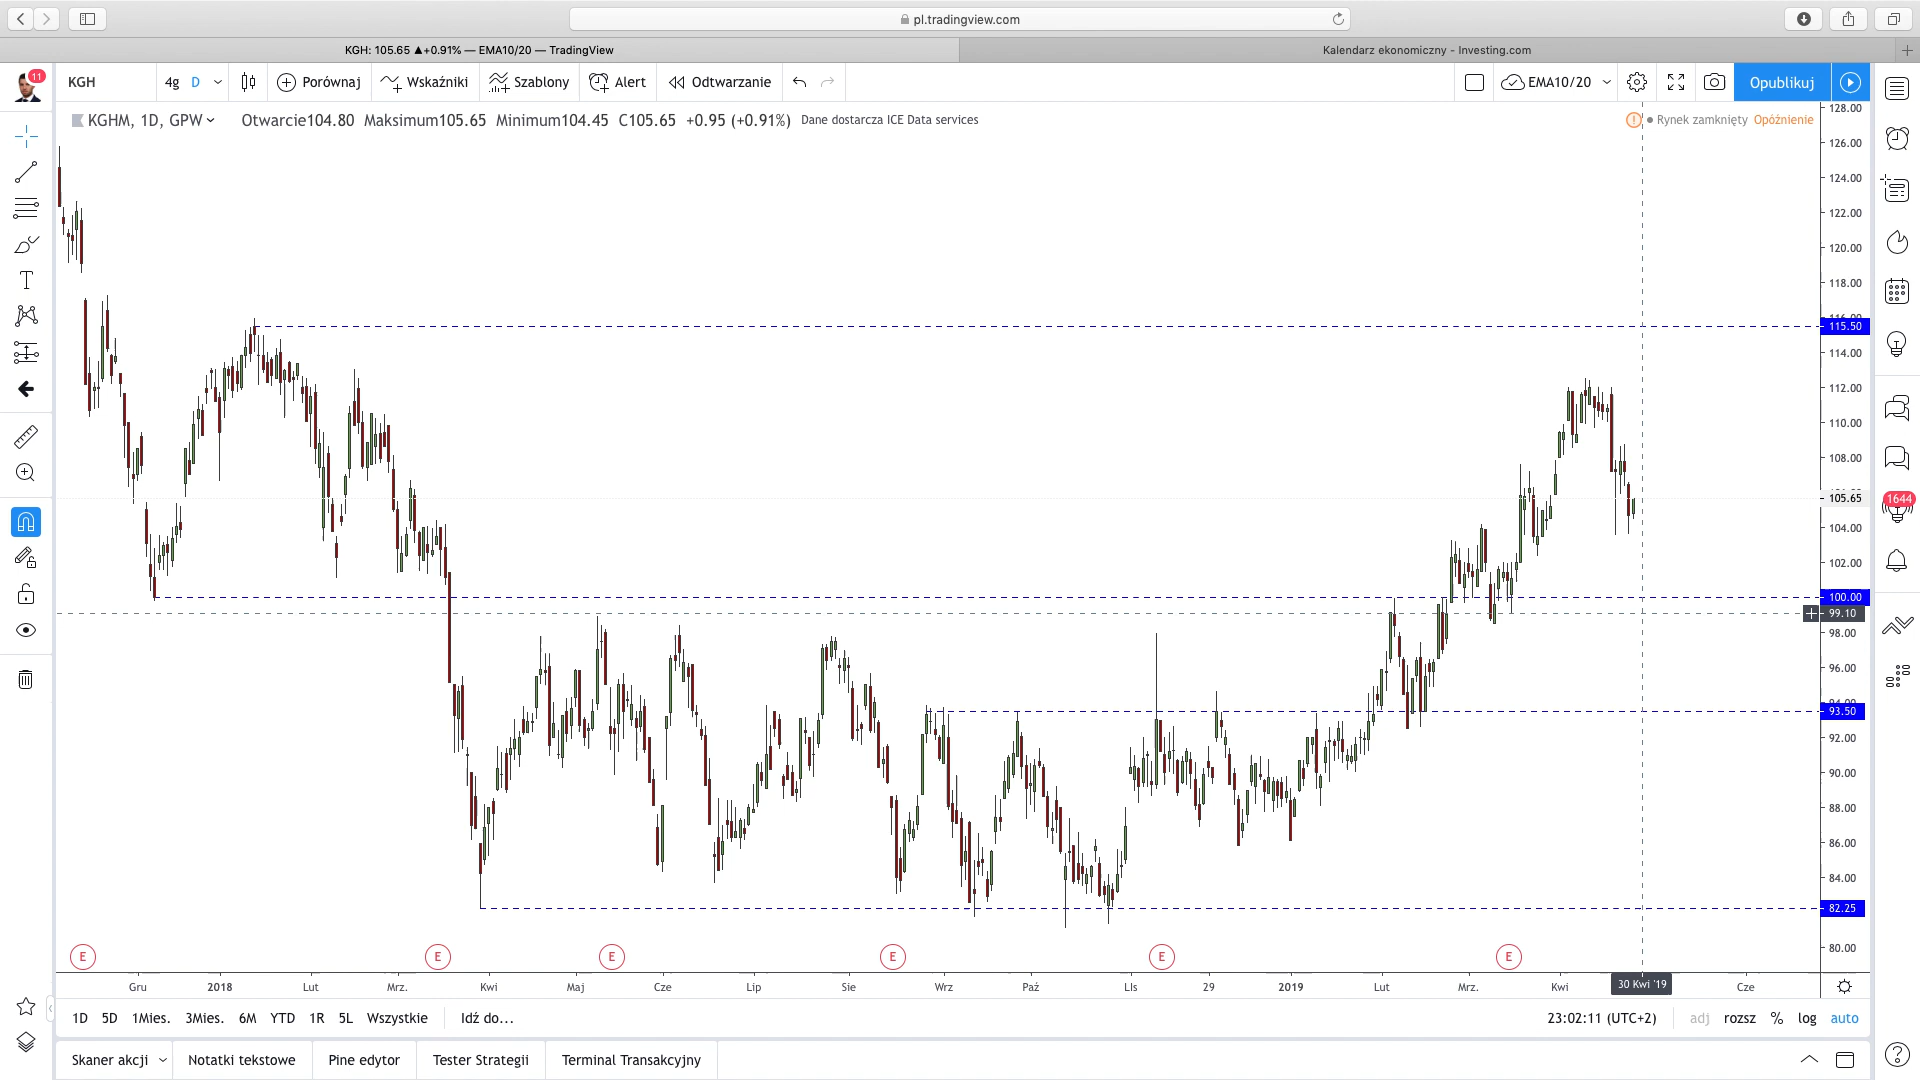 pl.tradingview.com
KGH: 105.65 ▲+0.91% — EMA10/20 — TradingView
Kalendarz ekonomiczny - Investing.com
11
KGH
4g
D
Porównaj
Wskaźniki
Szablony
Alert
Odtwarzanie
EMA10/20
Opublikuj
KGHM, 1D, GPW
Otwarcie104.80 Maksimum105.65 Minimum104.45 C105.65 +0.95 (+0.91%) Dane dostarcza ICE Data services
Rynek zamknięty Opóźnienie
128.00
126.00
124.00
122.00
120.00
118.00
115.50
114.00
112.00
110.00
108.00
105.65
104.00
102.00
100.00
99.10
98.00
96.00
93.50
92.00
90.00
88.00
86.00
84.00
82.25
80.00
1644
E E E E E E
Gru 2018 Lut Mrz. Kwi Maj Cze Lip Sie Wrz Paź LIs 29 2019 Lut Mrz. Kwi 30 Kwi '19 Cze
1D 5D 1Mies. 3Mies. 6M YTD 1R 5L Wszystkie Idź do...
23:02:11 (UTC+2) adj rozsz % log auto
Skaner akcji Notatki tekstowe Pine edytor Tester Strategii Terminal Transakcyjny